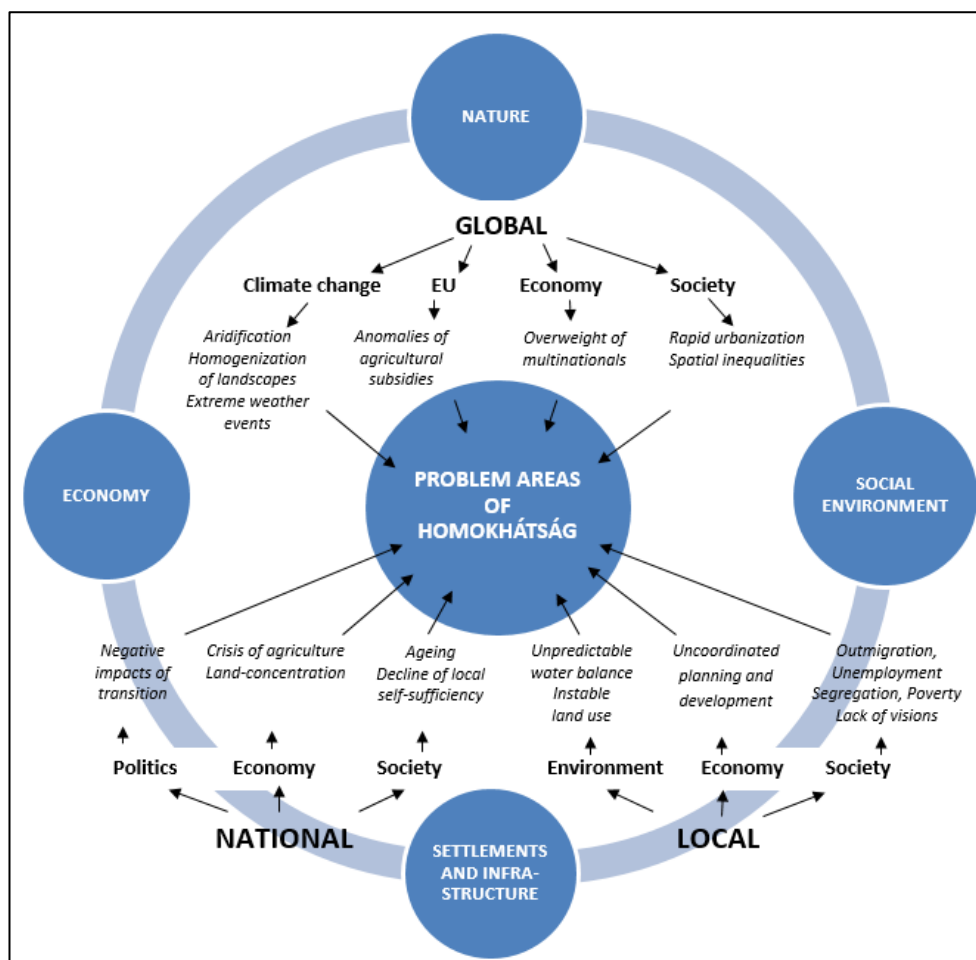 NATURE
GLOBAL
Climate change
EU
Economy
Society
Aridification
Homogenization
of landscapes
Extreme weather
events
Anomalies of
agricultural
subsidies
Overweight of
multinationals
Rapid urbanization
Spatial inequalities
ECONOMY
PROBLEM AREAS
OF
HOMOKHÁTSÁG
SOCIAL
ENVIRONMENT
Negative
impacts of
transition
Crisis of agriculture
Land-concentration
Ageing
Decline of local
self-sufficiency
Unpredictable
water balance
Instable
land use
Uncoordinated
planning and
development
Outmigration,
Unemployment
Segregation, Poverty
Lack of visions
Politics
Economy
Society
Environment
Economy
Society
NATIONAL
LOCAL
SETTLEMENTS
AND INFRA-
STRUCTURE